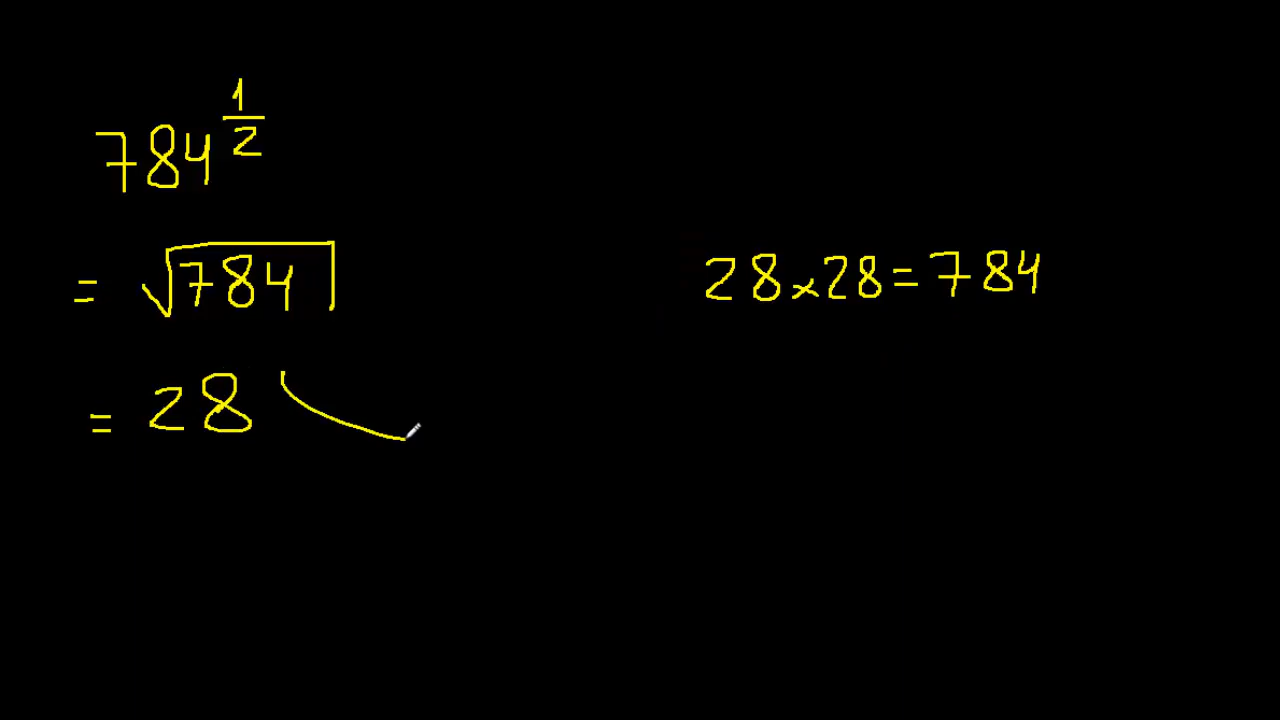 784^{1/2}
= √784
28×28=784
= 28